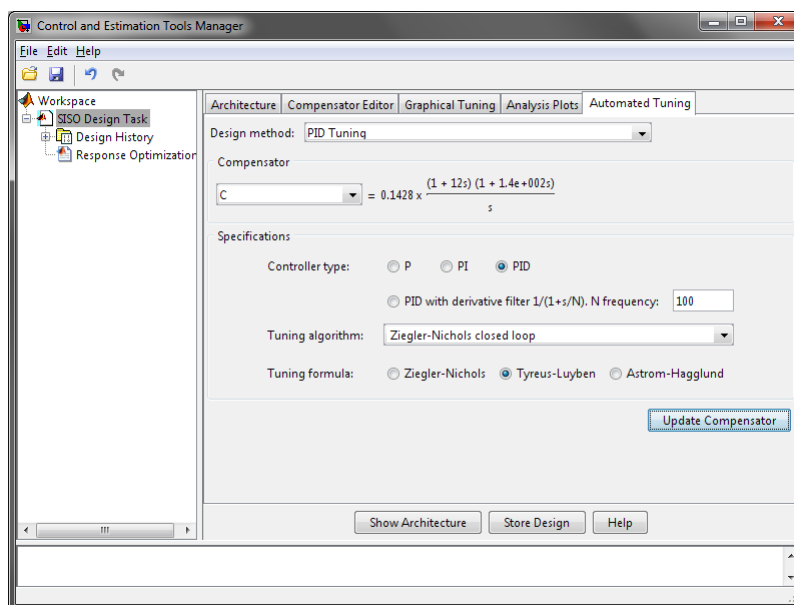 Control and Estimation Tools Manager
File Edit Help
Workspace
SISO Design Task
Design History
Response Optimization
Architecture Compensator Editor Graphical Tuning Analysis Plots Automated Tuning
Design method: PID Tuning
Compensator
C = 0.1428 x (1 + 12s) (1 + 1.4e+002s)
s
Specifications
Controller type: P PI PID
PID with derivative filter 1/(1+s/N). N frequency: 100
Tuning algorithm: Ziegler-Nichols closed loop
Tuning formula: Ziegler-Nichols Tyreus-Luyben Astrom-Hagglund
Update Compensator
Show Architecture Store Design Help